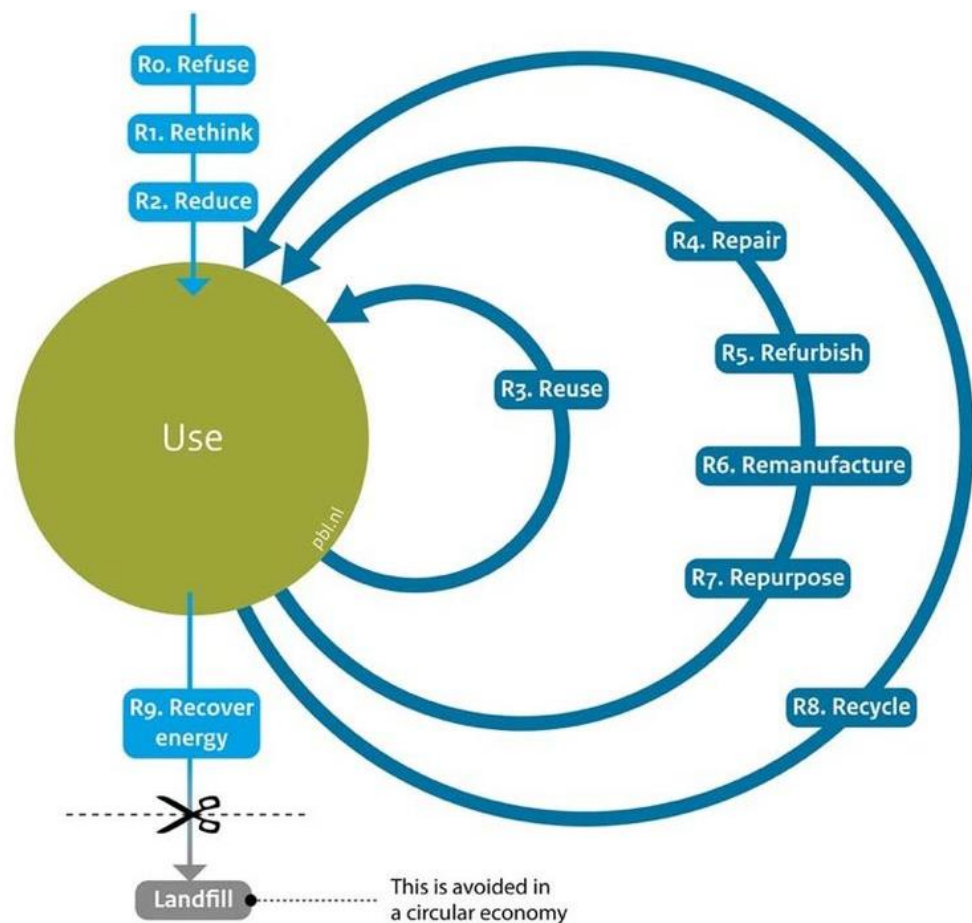 R0. Refuse
R1. Rethink
R2. Reduce
R4. Repair
R5. Refurbish
R3. Reuse
Use
R6. Remanufacture
pbl.nl
R7. Repurpose
R8. Recycle
R9. Recover
energy
Landfill
This is avoided in
a circular economy